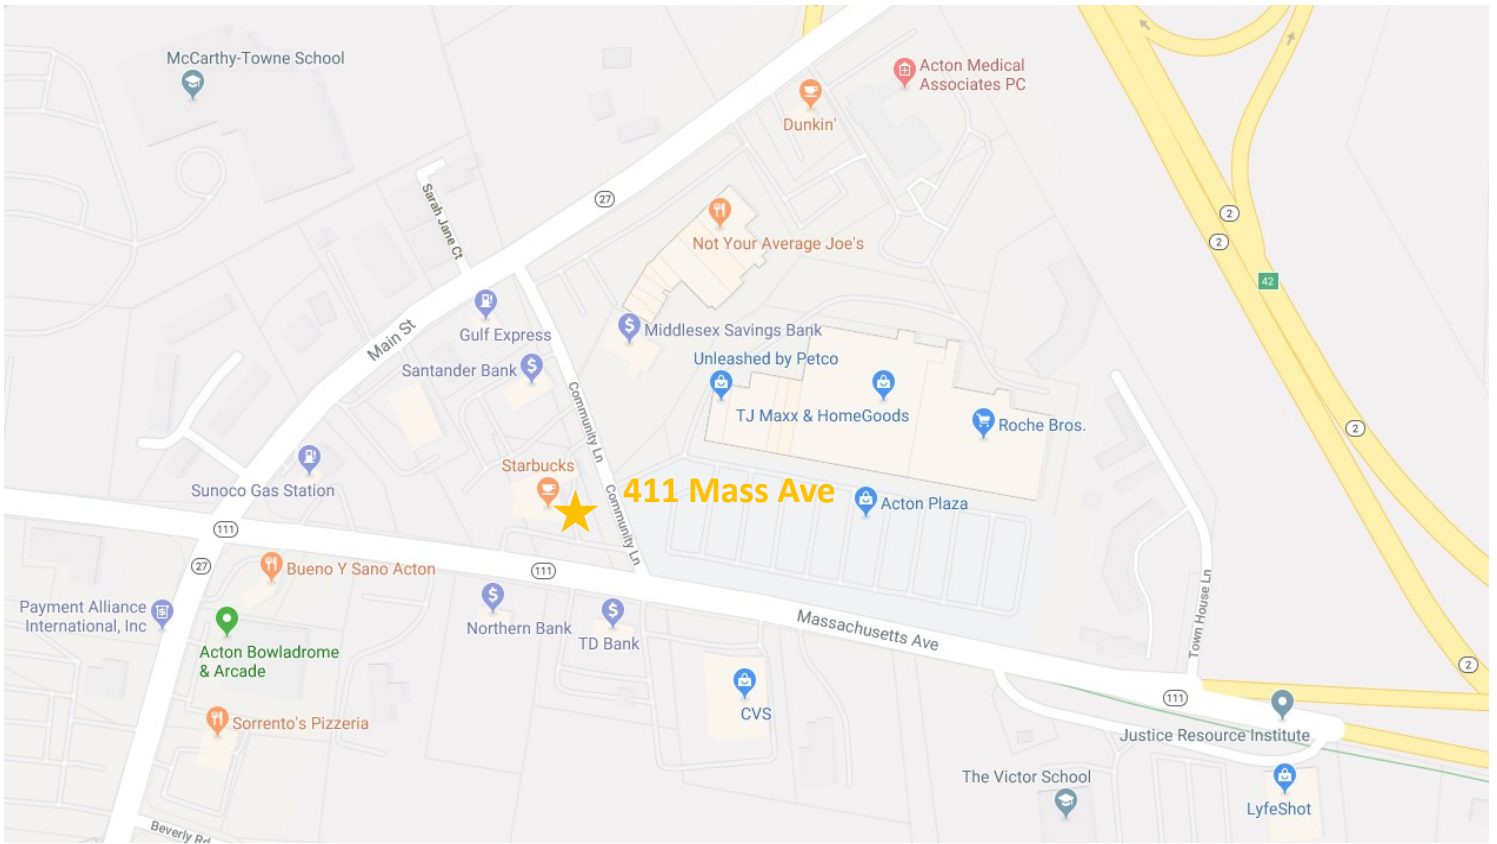 McCarthy-Towne School
Acton Medical
Associates PC
Dunkin'
Sarah Jane Ct
27
2
2
Not Your Average Joe's
42
Gulf Express
Main St
Middlesex Savings Bank
Santander Bank
Unleashed by Petco
Community Ln
TJ Maxx & HomeGoods
Roche Bros.
2
Starbucks
Sunoco Gas Station
411 Mass Ave
Acton Plaza
Community Ln
111
27
Bueno Y Sano Acton
111
Payment Alliance
International, Inc
Northern Bank
TD Bank
Massachusetts Ave
Town House Ln
Acton Bowladrome
& Arcade
2
111
CVS
Sorrento's Pizzeria
Justice Resource Institute
The Victor School
LyfeShot
Beverly Rd